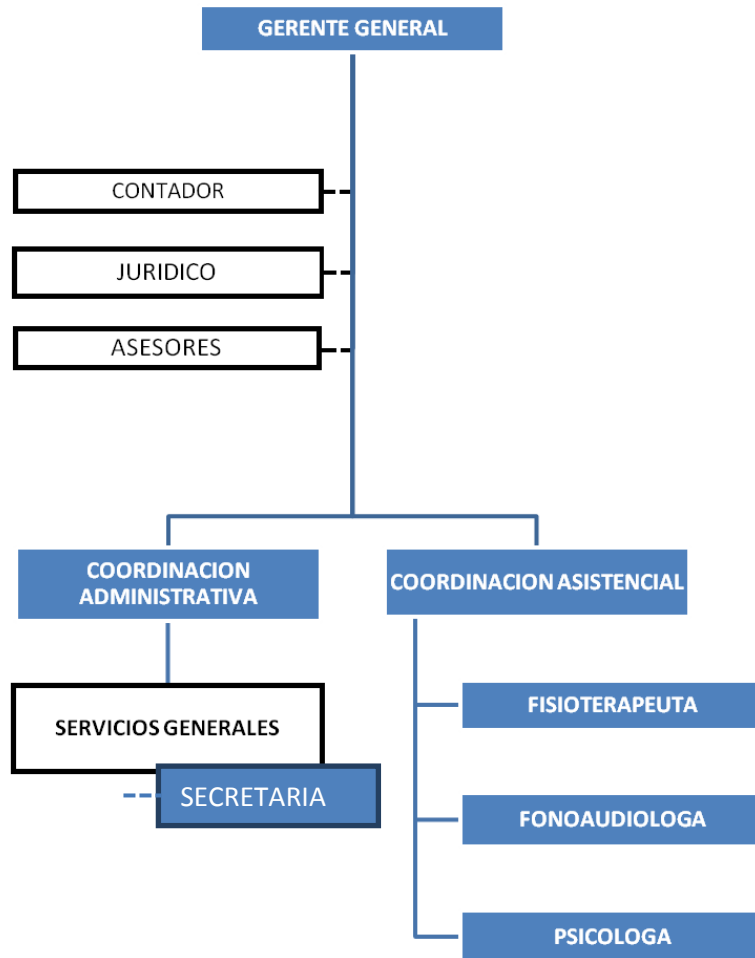 GERENTE GENERAL
CONTADOR
JURIDICO
ASESORES
COORDINACION
ADMINISTRATIVA
COORDINACION ASISTENCIAL
SERVICIOS GENERALES
SECRETARIA
FISIOTERAPEUTA
FONOAUDIOLOGA
PSICOLOGA